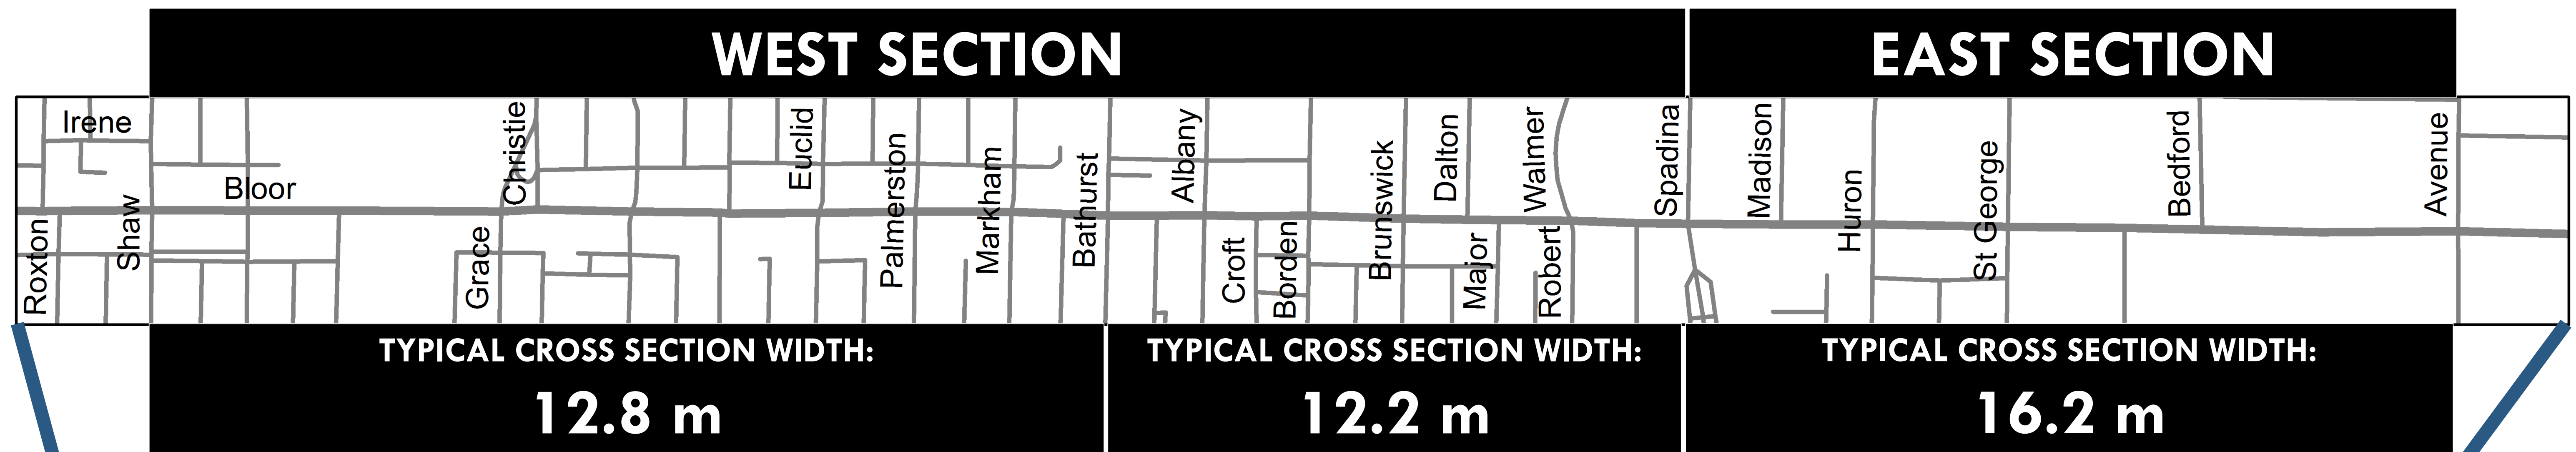 WEST SECTION
EAST SECTION
Irene
Roxton
Shaw
Bloor
Grace
Christie
Euclid
Palmerston
Markham
Bathurst
Albany
Croft
Borden
Brunswick
Dalton
Major
Walmer
Robert
Spadina
Madison
Huron
St George
Bedford
Avenue
TYPICAL CROSS SECTION WIDTH:
12.8 m
TYPICAL CROSS SECTION WIDTH:
12.2 m
TYPICAL CROSS SECTION WIDTH:
16.2 m